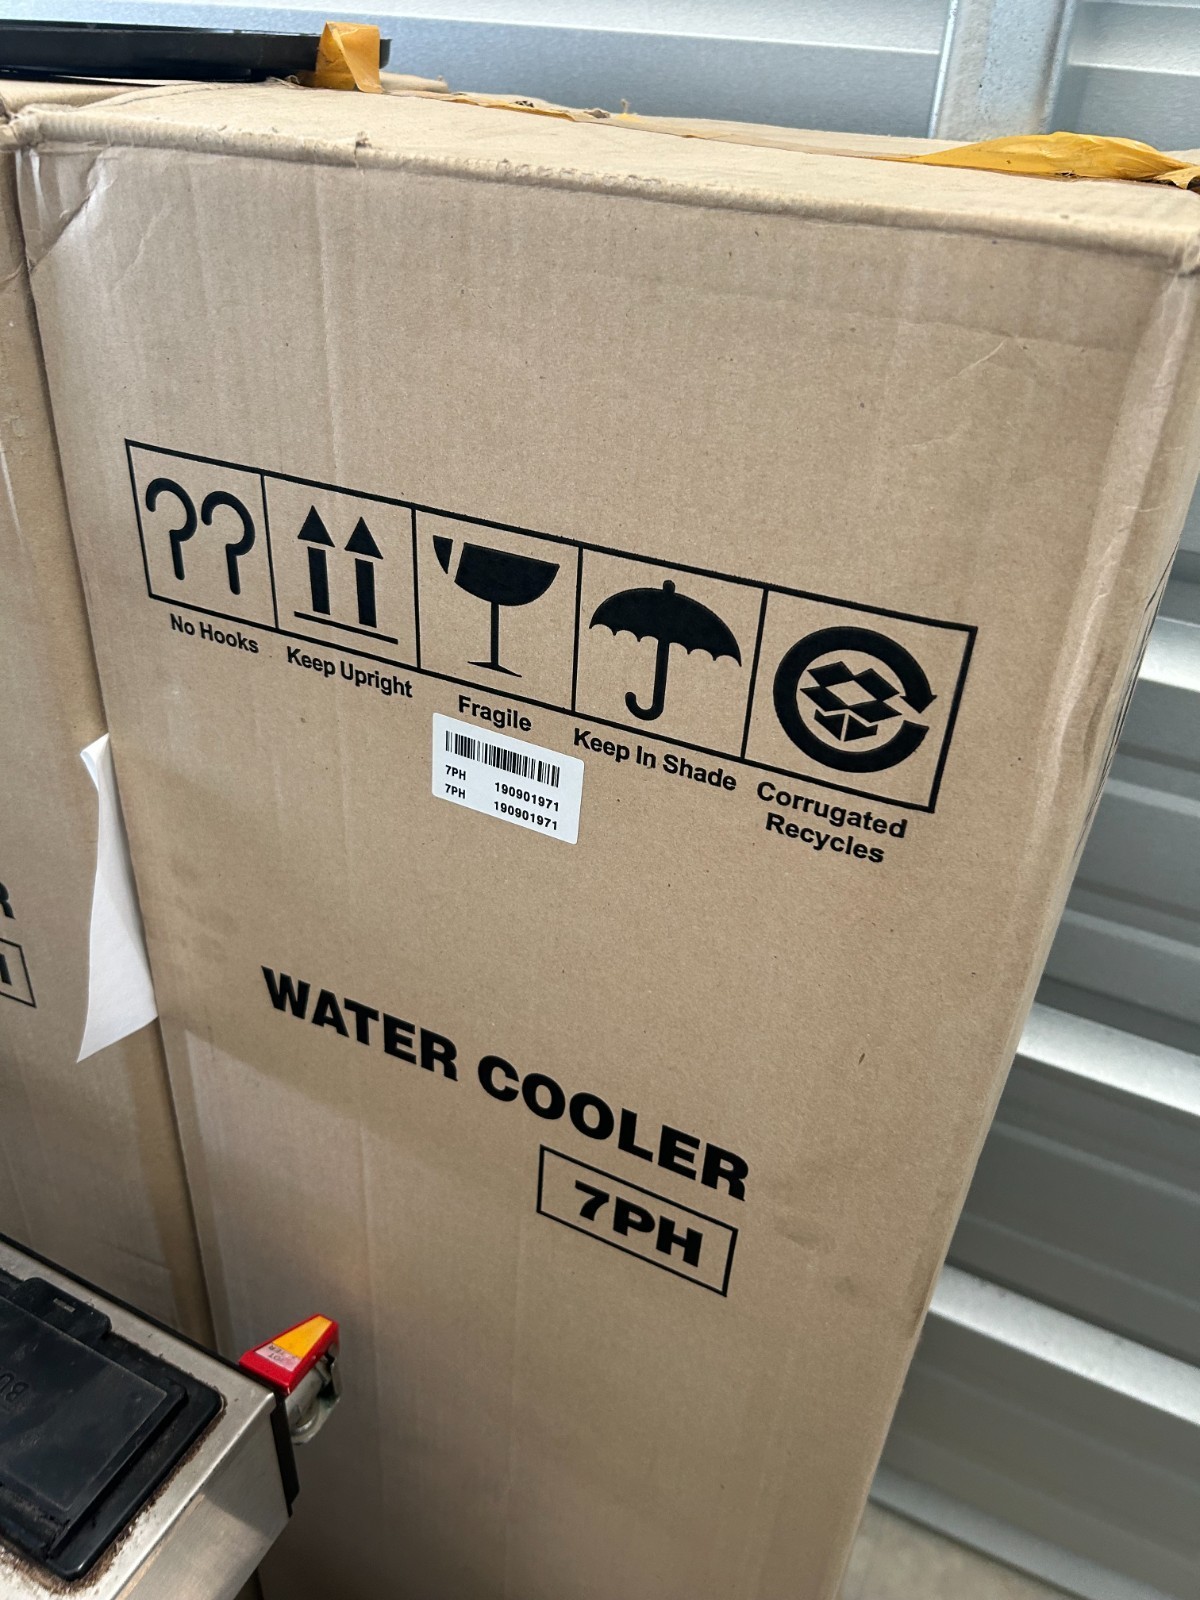 No Hooks
Keep Upright
Fragile
Keep In Shade
Corrugated
Recycles
7PH 190901971
7PH 190901971
WATER COOLER
7PH